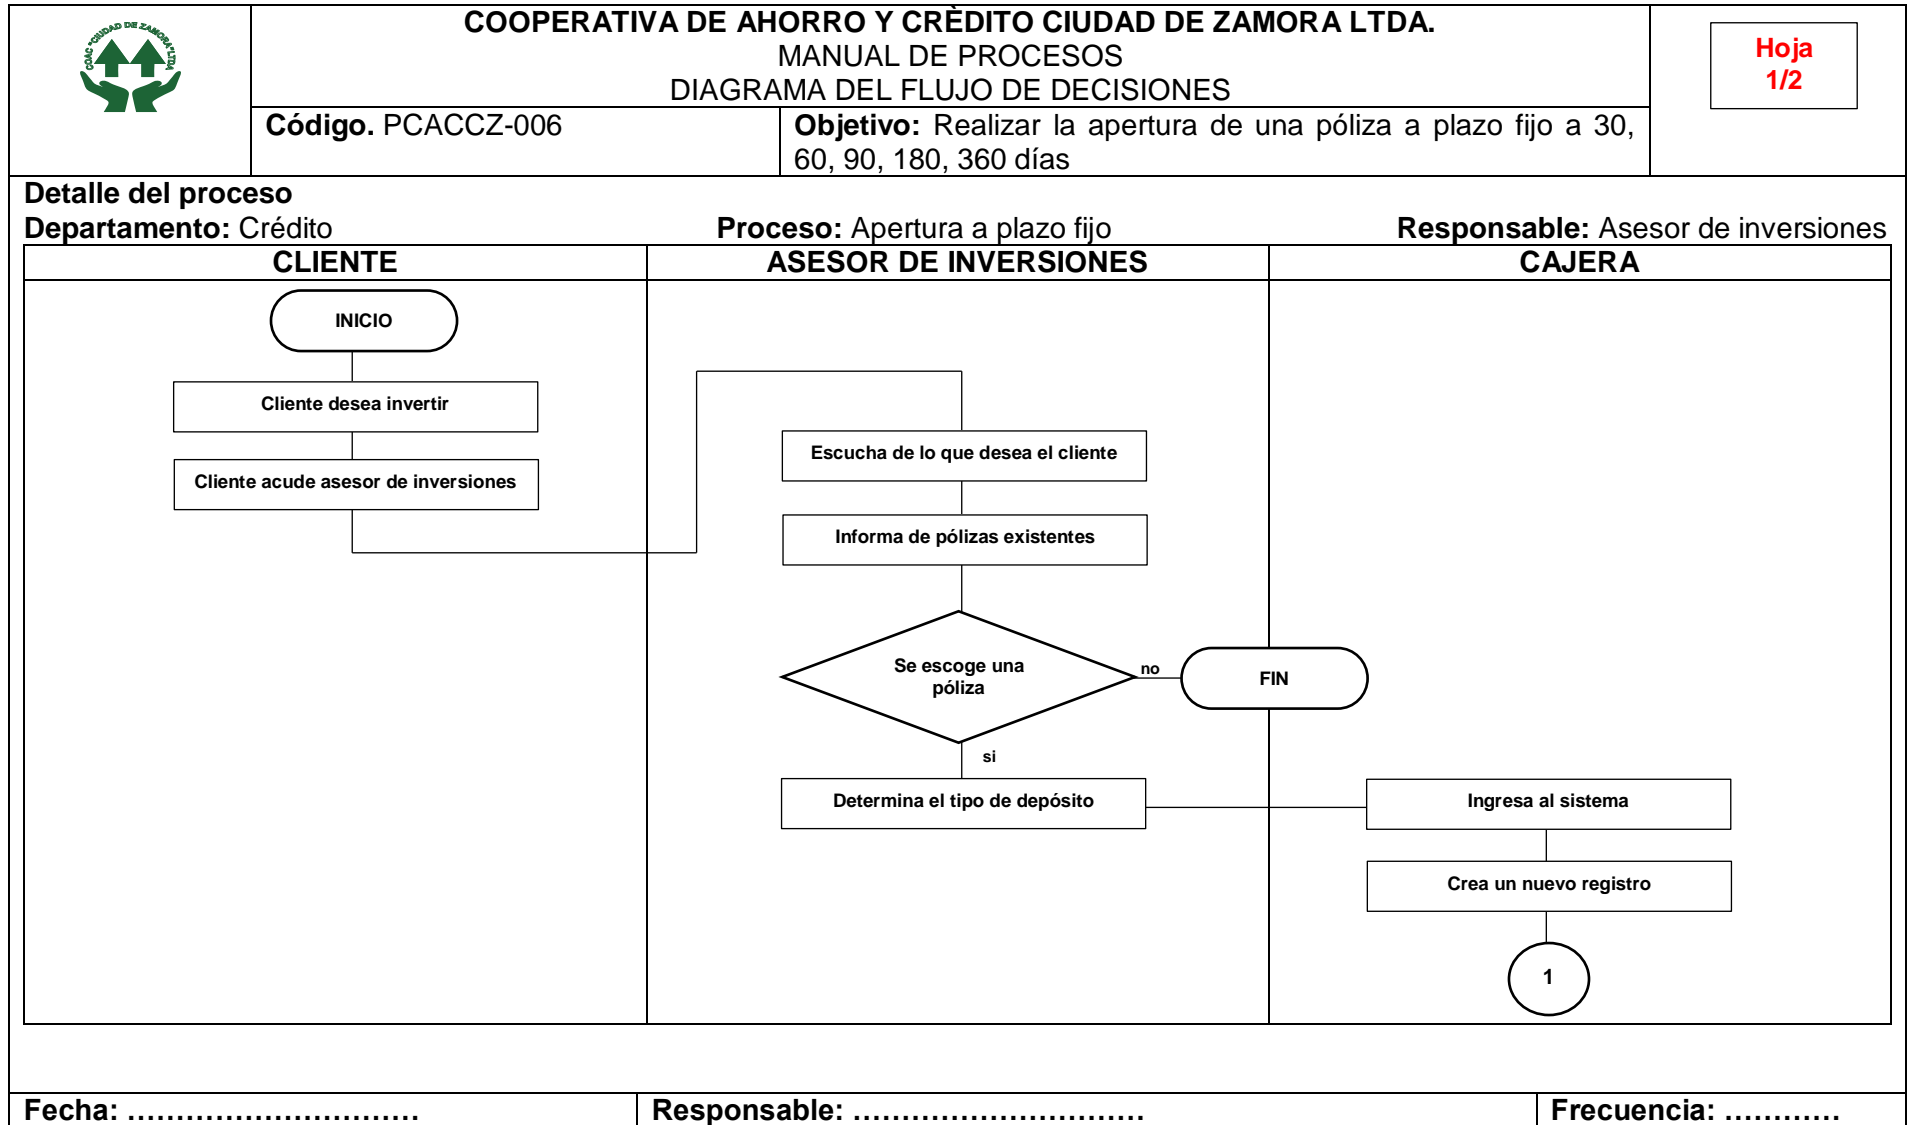 COAC "CIUDAD DE ZAMORA" LTDA
COOPERATIVA DE AHORRO Y CRÈDITO CIUDAD DE ZAMORA LTDA.
MANUAL DE PROCESOS
DIAGRAMA DEL FLUJO DE DECISIONES
Hoja
1/2
Código. PCACCZ-006
Objetivo: Realizar la apertura de una póliza a plazo fijo a 30,
60, 90, 180, 360 días
Detalle del proceso
Departamento: Crédito
Proceso: Apertura a plazo fijo
Responsable: Asesor de inversiones
CLIENTE
ASESOR DE INVERSIONES
CAJERA
INICIO
Cliente desea invertir
Cliente acude asesor de inversiones
Escucha de lo que desea el cliente
Informa de pólizas existentes
Se escoge una
póliza
no
FIN
si
Determina el tipo de depósito
Ingresa al sistema
Crea un nuevo registro
1
Fecha: …………………………
Responsable: …………………………
Frecuencia: …………